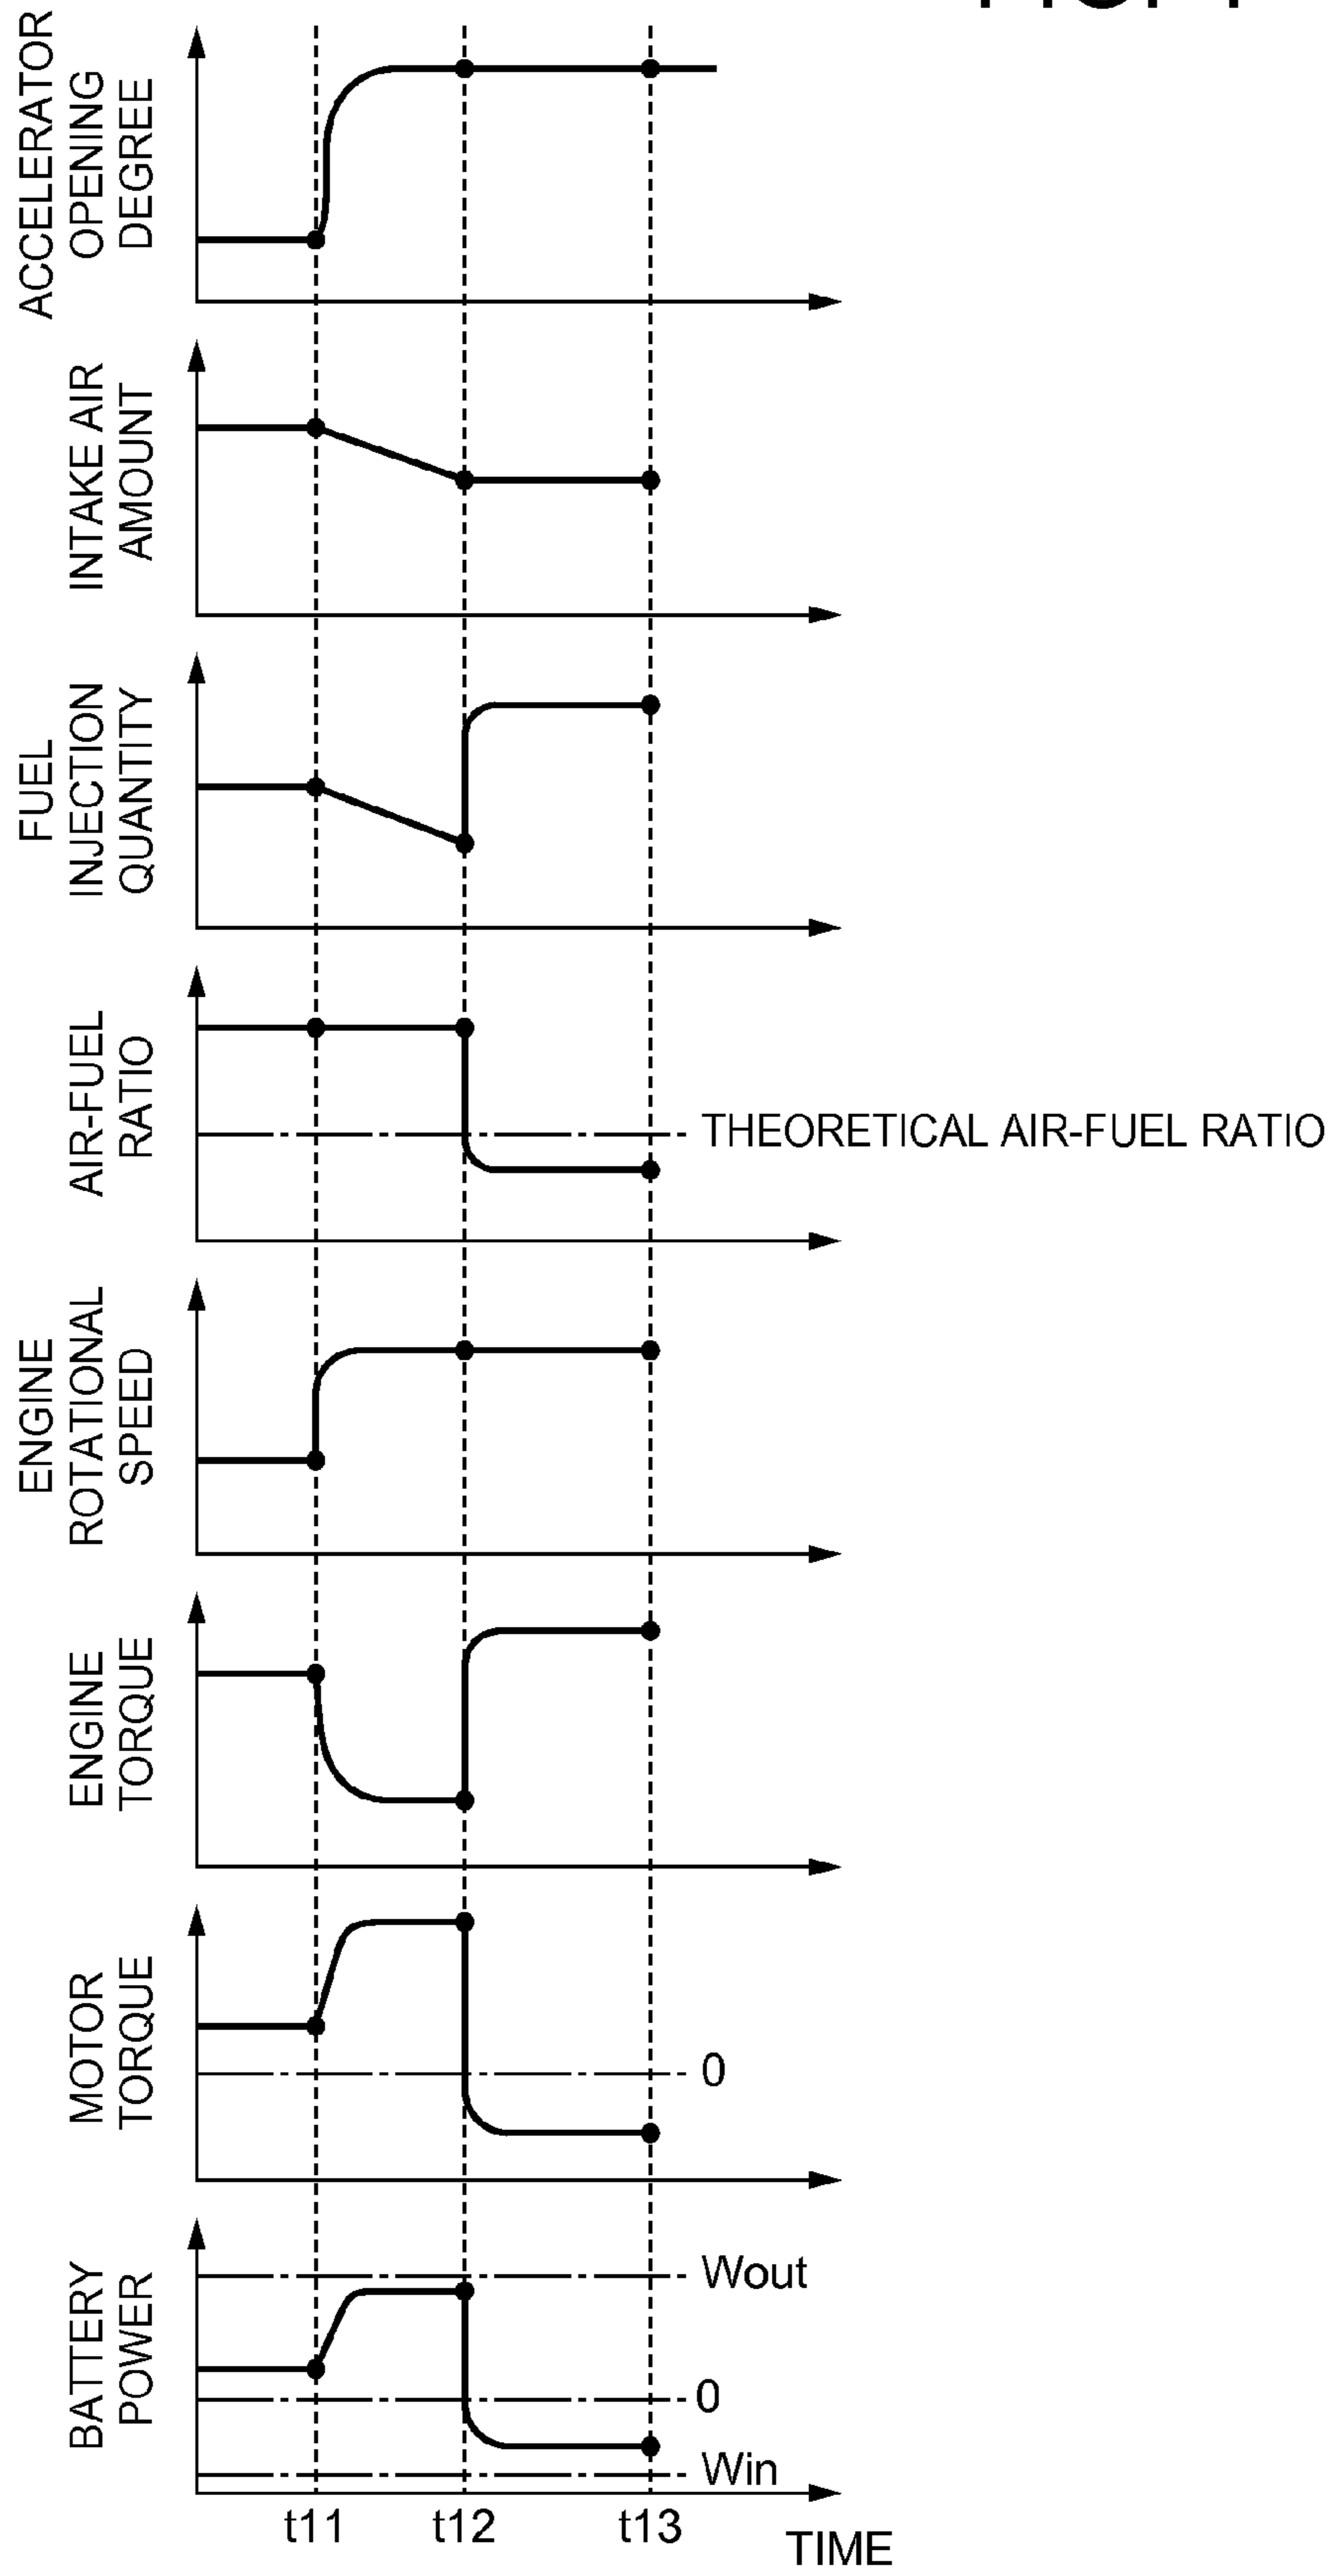 ACCELERATOR
OPENING
DEGREE
INTAKE AIR
AMOUNT
FUEL
INJECTION
QUANTITY
AIR-FUEL
RATIO
THEORETICAL AIR-FUEL RATIO
ENGINE
ROTATIONAL
SPEED
ENGINE
TORQUE
MOTOR
TORQUE
0
BATTERY
POWER
Wout
0
Win
t11 t12 t13
TIME